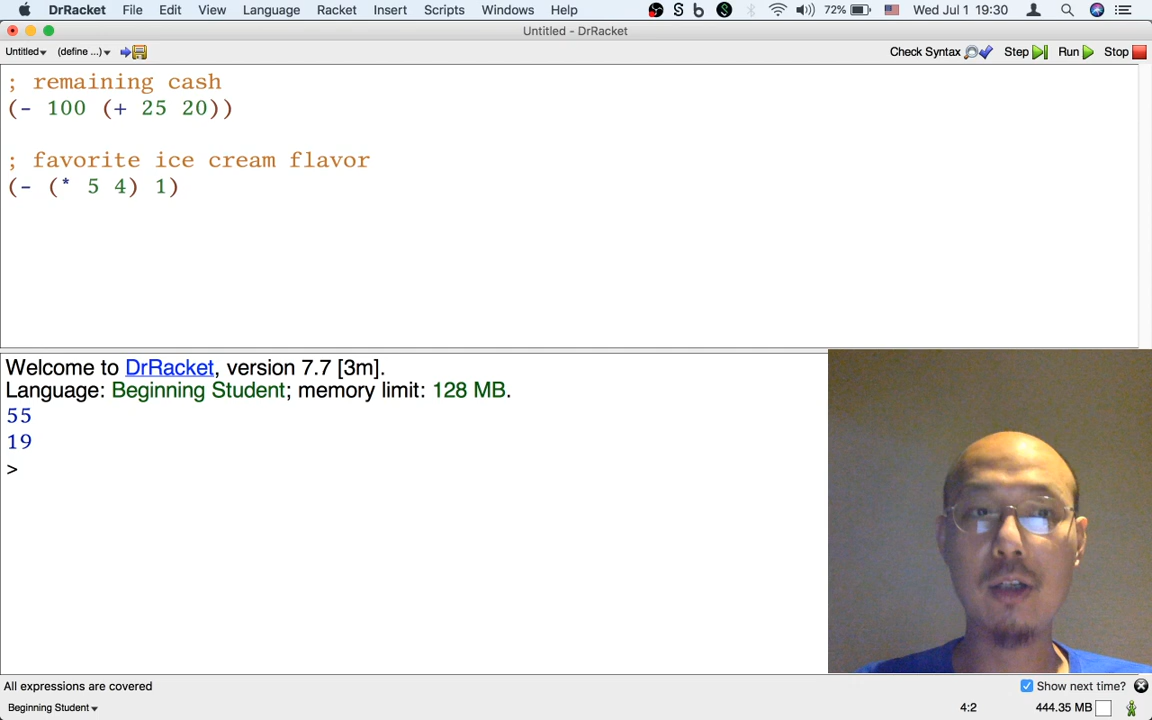 DrRacket File Edit View Language Racket Insert Scripts Windows Help 72% Wed Jul 1 19:30
Untitled - DrRacket
Untitled (define ...) Check Syntax Step Run Stop
; remaining cash
(- 100 (+ 25 20))
; favorite ice cream flavor
(- (* 5 4) 1)
Welcome to DrRacket, version 7.7 [3m].
Language: Beginning Student; memory limit: 128 MB.
55
19
>
All expressions are covered Show next time?
Beginning Student 4:2 444.35 MB